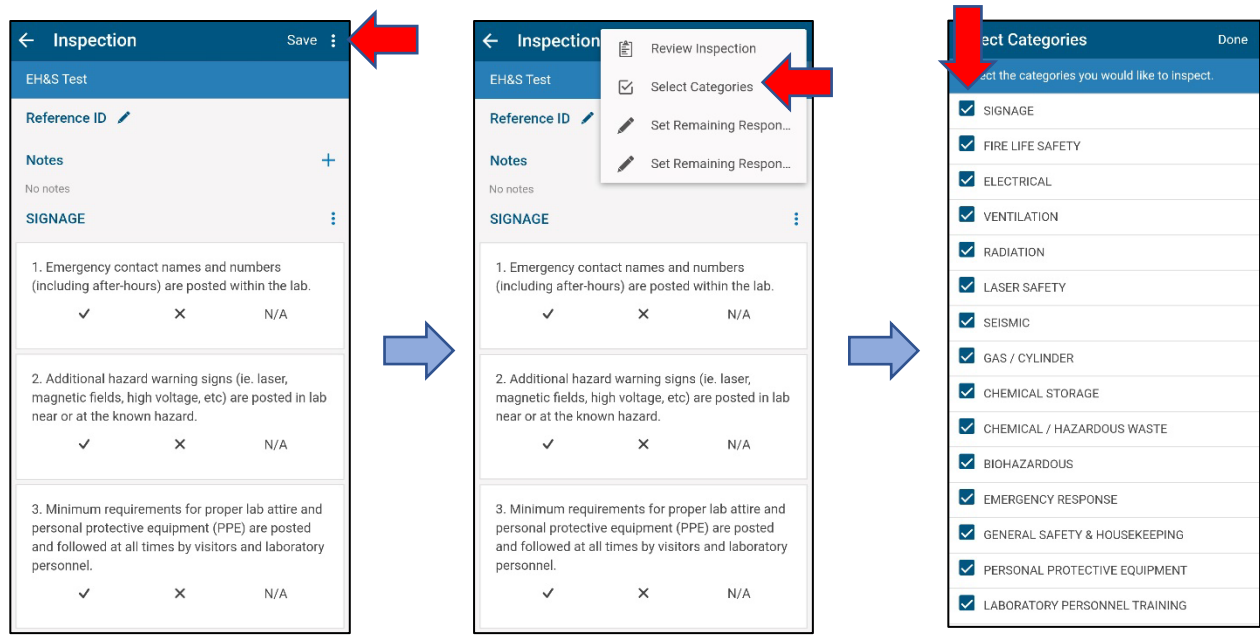 Inspection Save
EH&S Test
Reference ID
Notes
No notes
SIGNAGE
1. Emergency contact names and numbers
(including after-hours) are posted within the lab.
N/A
2. Additional hazard warning signs (ie. laser,
magnetic fields, high voltage, etc) are posted in lab
near or at the known hazard.
N/A
3. Minimum requirements for proper lab attire and
personal protective equipment (PPE) are posted
and followed at all times by visitors and laboratory
personnel.
N/A
Inspection
EH&S Test
Reference ID
Notes
No notes
Review Inspection
Select Categories
Set Remaining Respon...
Set Remaining Respon...
SIGNAGE
1. Emergency contact names and numbers
(including after-hours) are posted within the lab.
N/A
2. Additional hazard warning signs (ie. laser,
magnetic fields, high voltage, etc) are posted in lab
near or at the known hazard.
N/A
3. Minimum requirements for proper lab attire and
personal protective equipment (PPE) are posted
and followed at all times by visitors and laboratory
personnel.
N/A
ect Categories Done
ect the categories you would like to inspect.
SIGNAGE
FIRE LIFE SAFETY
ELECTRICAL
VENTILATION
RADIATION
LASER SAFETY
SEISMIC
GAS / CYLINDER
CHEMICAL STORAGE
CHEMICAL / HAZARDOUS WASTE
BIOHAZARDOUS
EMERGENCY RESPONSE
GENERAL SAFETY & HOUSEKEEPING
PERSONAL PROTECTIVE EQUIPMENT
LABORATORY PERSONNEL TRAINING